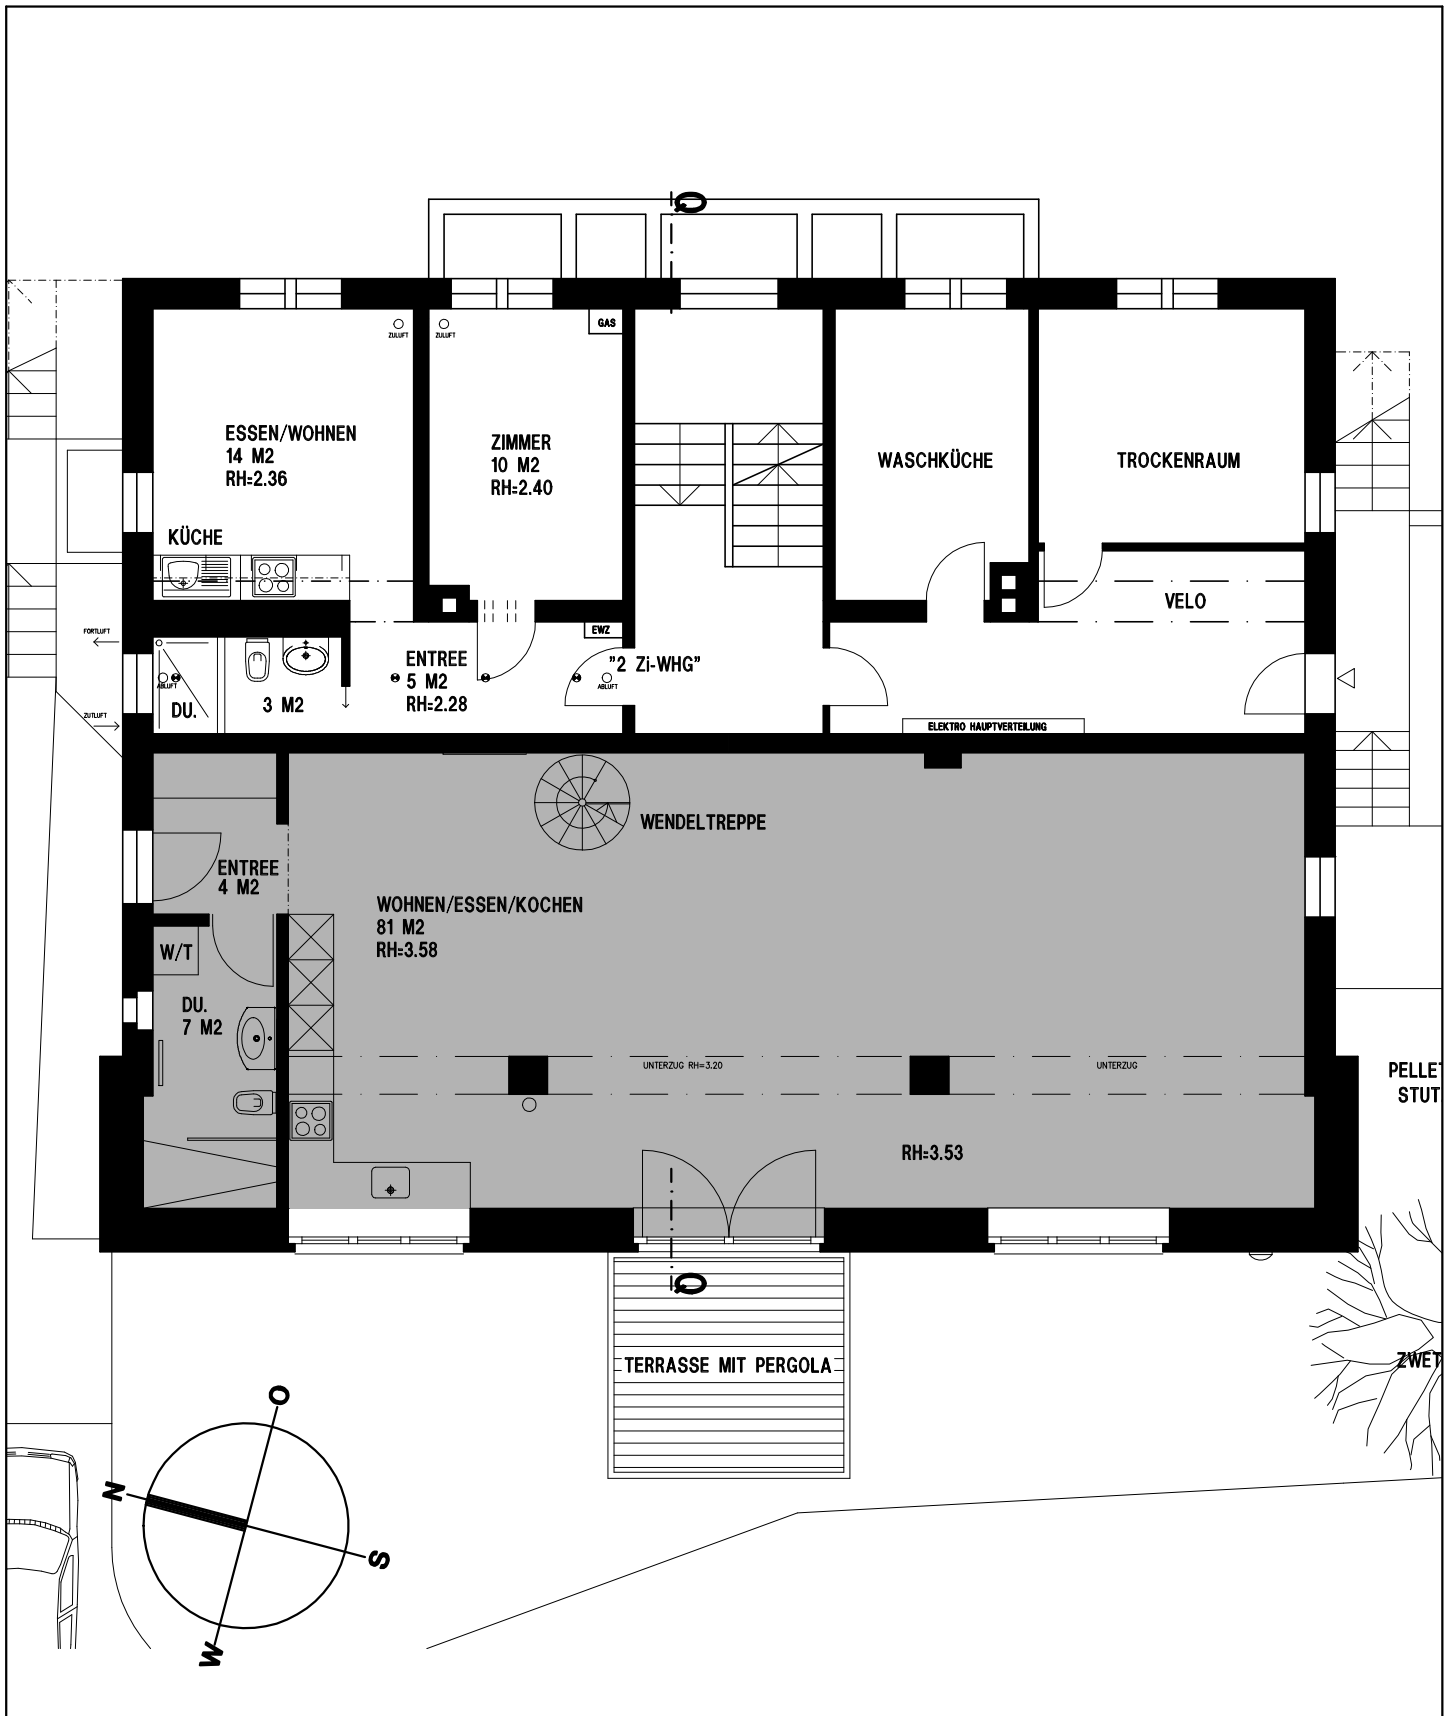 Q
GAS
ZULUFT
ZULUFT
ESSEN/WOHNEN
14 M2
RH=2.36
ZIMMER
10 M2
RH=2.40
WASCHKÜCHE
TROCKENRAUM
KÜCHE
VELO
FORTLUFT
EWZ
ENTREE
5 M2
RH=2.28
"2 Zi-WHG"
ABLUFT
ABLUFT
DU.
3 M2
ZUTLUFT
ELEKTRO HAUPTVERTEILUNG
WENDELTREPPE
ENTREE
4 M2
WOHNEN/ESSEN/KOCHEN
81 M2
RH=3.58
W/T
DU.
7 M2
UNTERZUG RH=3.20
UNTERZUG
PELLET
STUT
RH=3.53
Q
TERRASSE MIT PERGOLA
ZWET
O
N
S
W